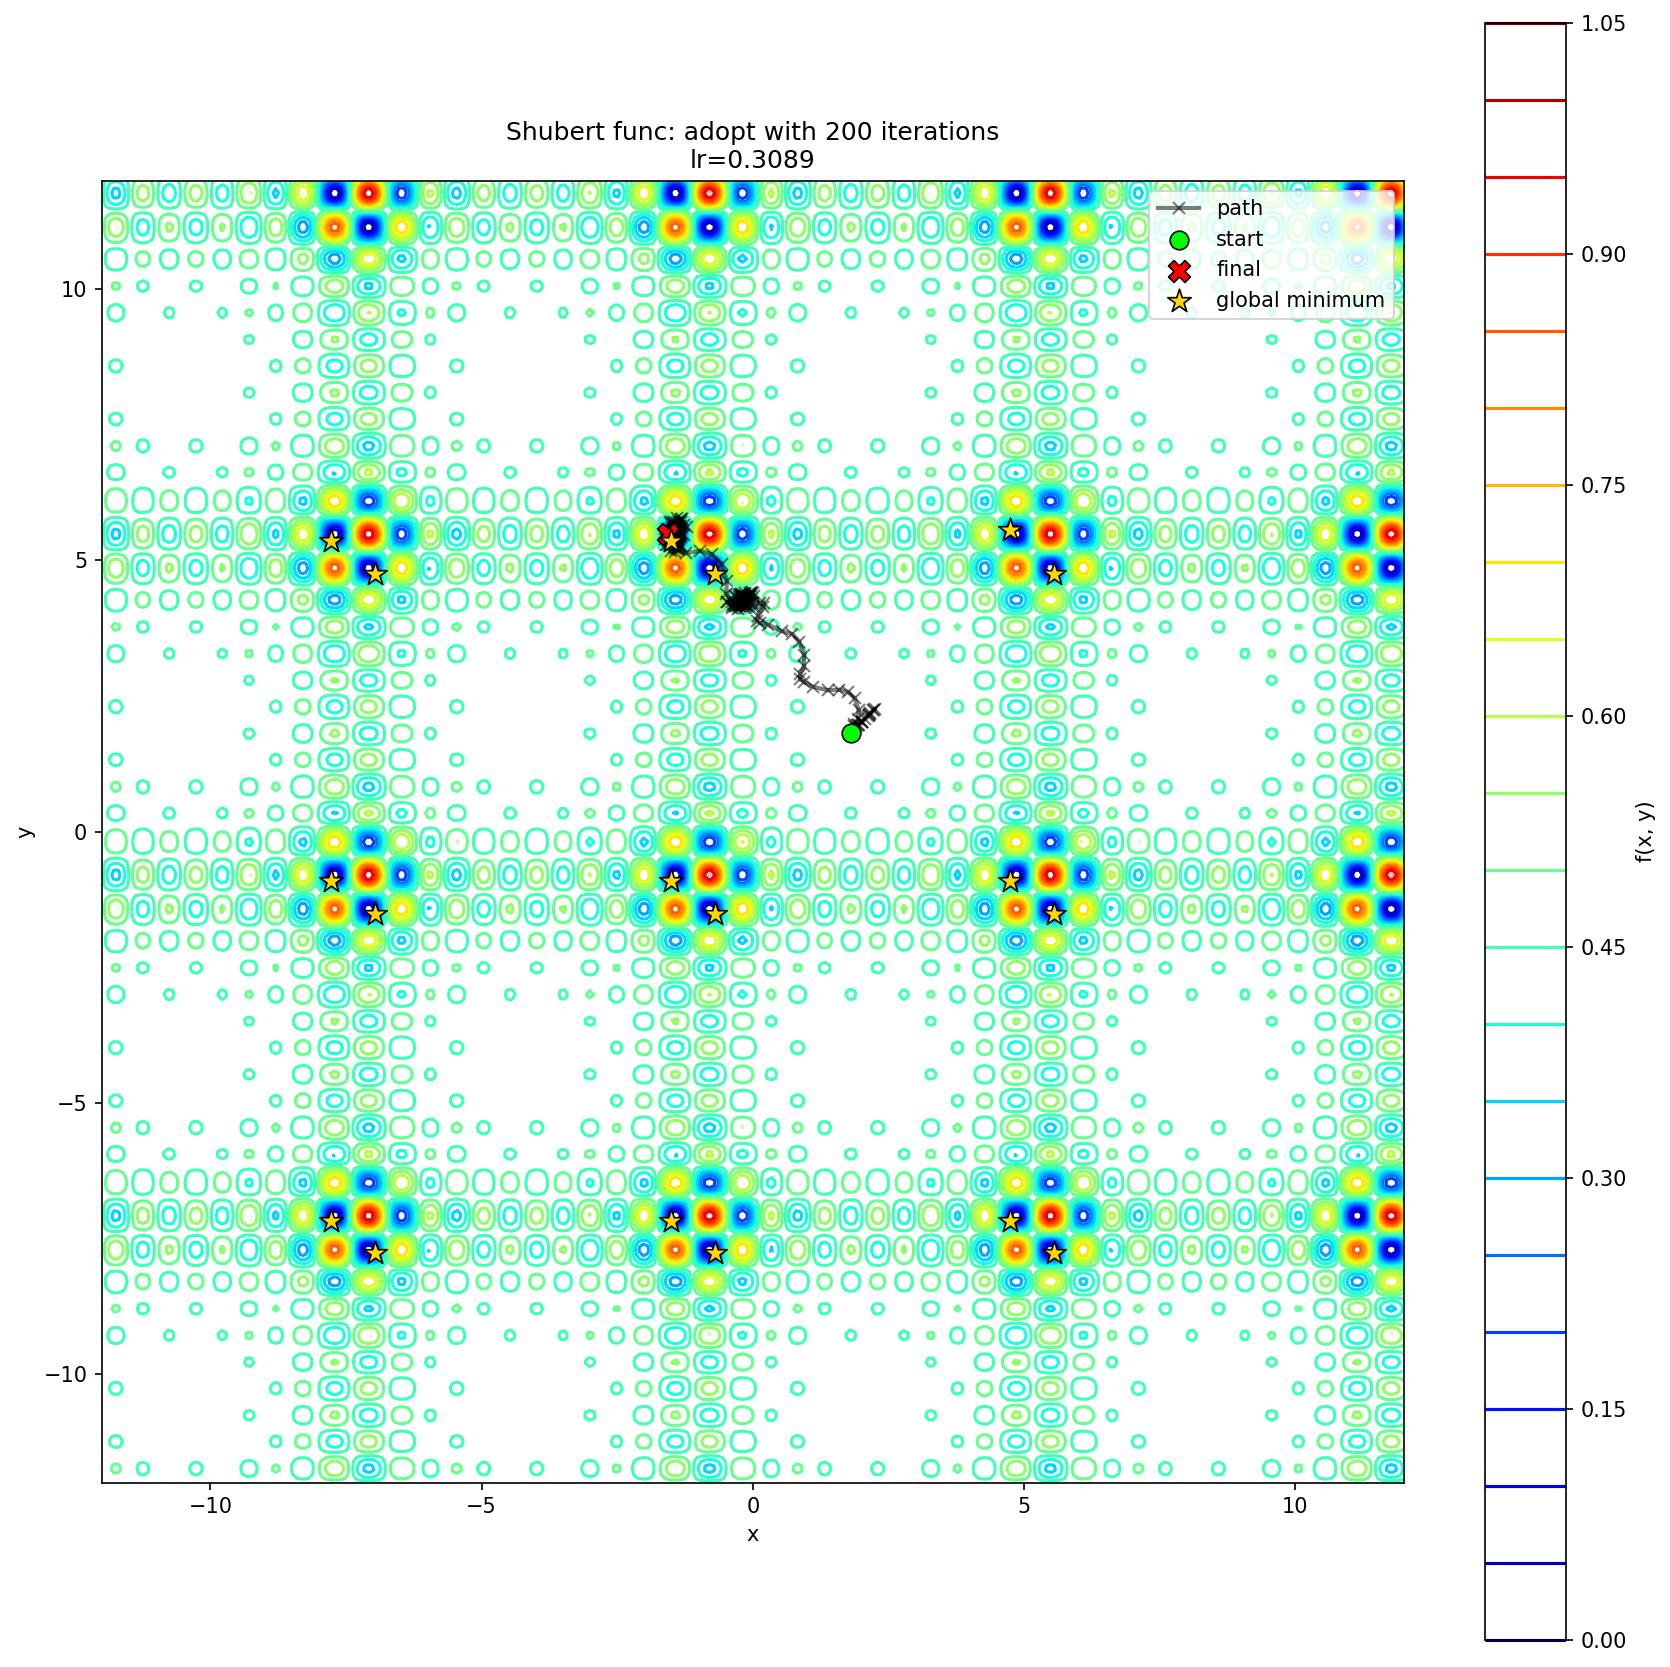 Shubert func: adopt with 200 iterations
lr=0.3089
path
start
final
global minimum
10
5
0
−5
−10
y
−10
−5
0
5
10
x
1.05
0.90
0.75
0.60
0.45
0.30
0.15
0.00
f(x, y)